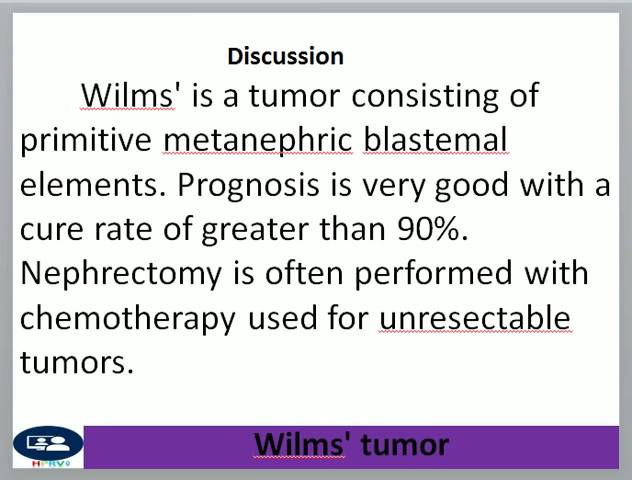 Discussion
Wilms' is a tumor consisting of
primitive metanephric blastemal
elements. Prognosis is very good with a
cure rate of greater than 90%.
Nephrectomy is often performed with
chemotherapy used for unresectable
tumors.
Wilms' tumor